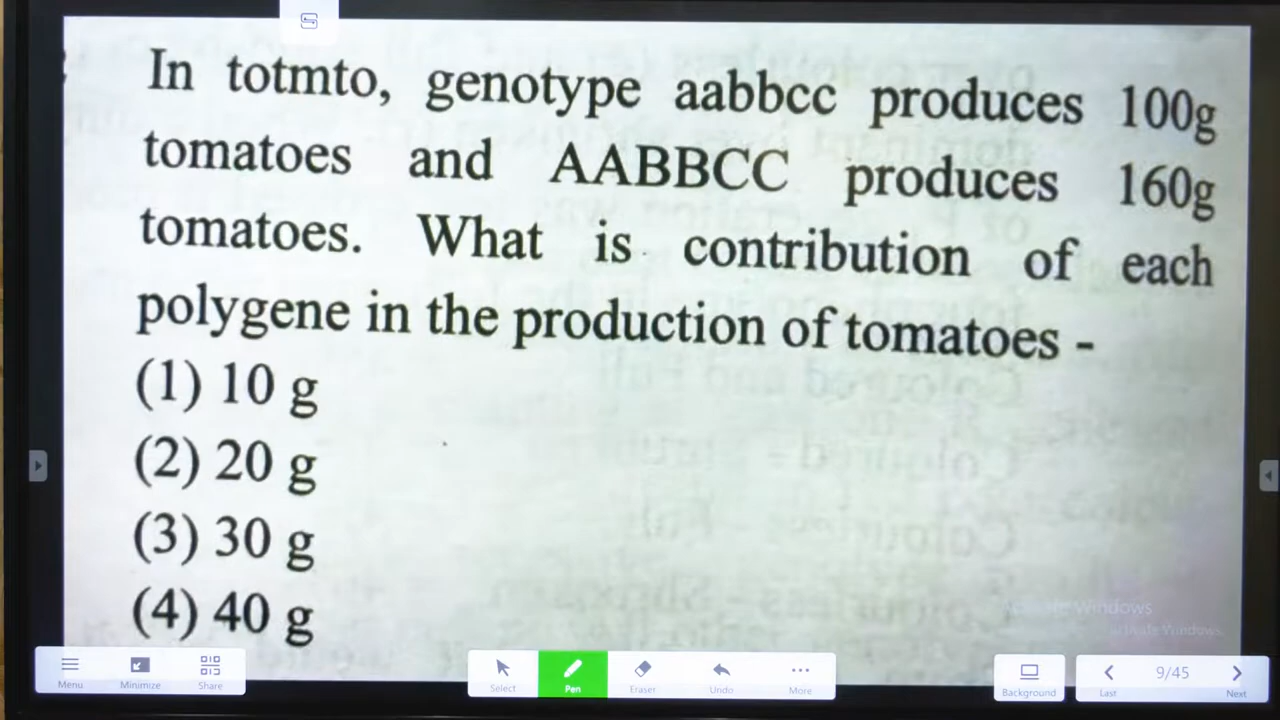 In totmto, genotype aabbcc produces 100g
tomatoes and AABBCC produces 160g
tomatoes. What is contribution of each
polygene in the production of tomatoes -
(1) 10 g
(2) 20 g
(3) 30 g
(4) 40 g
Activate Windows
Menu Minimize Share Select Pen Eraser Undo More Background Last 9/45 Next